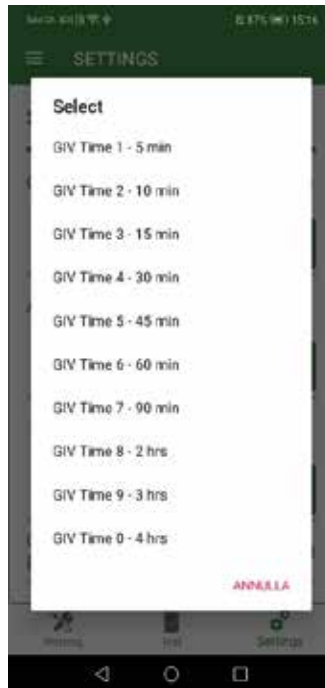 15:14
SETTINGS
Select
GIV Time 1 - 5 min
GIV Time 2 - 10 min
GIV Time 3 - 15 min
GIV Time 4 - 30 min
GIV Time 5 - 45 min
GIV Time 6 - 60 min
GIV Time 7 - 90 min
GIV Time 8 - 2 hrs
GIV Time 9 - 3 hrs
GIV Time 0 - 4 hrs
ANNULLA
Settings